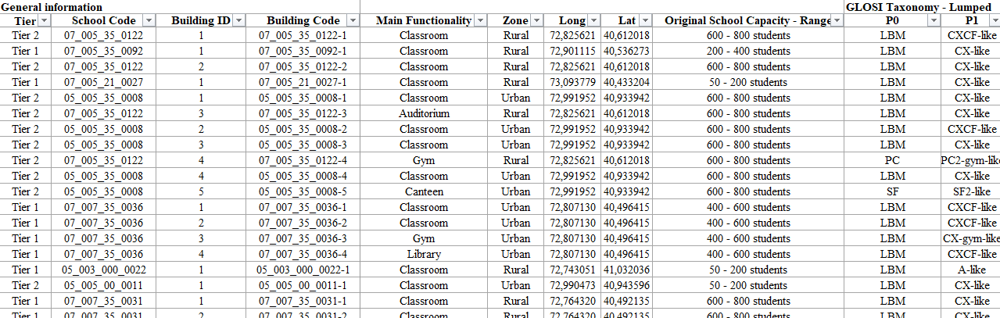 General information GLOSI Taxonomy - Lumped
Tier School Code Building ID Building Code Main Functionality Zone Long Lat Original School Capacity - Range P0 P1
Tier 2 07_005_35_0122 1 07_005_35_0122-1 Classroom Rural 72,825621 40,612018 600 - 800 students LBM CXCF-like
Tier 1 07_005_35_0092 1 07_005_35_0092-1 Classroom Rural 72,901115 40,536273 200 - 400 students LBM CX-like
Tier 2 07_005_35_0122 2 07_005_35_0122-2 Classroom Rural 72,825621 40,612018 600 - 800 students LBM CX-like
Tier 1 07_005_21_0027 1 07_005_21_0027-1 Classroom Rural 73,093779 40,433204 50 - 200 students LBM CX-like
Tier 2 05_005_35_0008 1 05_005_35_0008-1 Classroom Urban 72,991952 40,933942 600 - 800 students LBM CX-like
Tier 2 07_005_35_0122 3 07_005_35_0122-3 Auditorium Rural 72,825621 40,612018 600 - 800 students LBM CX-like
Tier 2 05_005_35_0008 2 05_005_35_0008-2 Classroom Urban 72,991952 40,933942 600 - 800 students LBM CXCF-like
Tier 2 05_005_35_0008 3 05_005_35_0008-3 Classroom Urban 72,991952 40,933942 600 - 800 students LBM CX-like
Tier 2 07_005_35_0122 4 07_005_35_0122-4 Gym Rural 72,825621 40,612018 600 - 800 students PC PC2-gym-like
Tier 2 05_005_35_0008 4 05_005_35_0008-4 Classroom Urban 72,991952 40,933942 600 - 800 students LBM CX-like
Tier 2 05_005_35_0008 5 05_005_35_0008-5 Canteen Urban 72,991952 40,933942 600 - 800 students SF SF2-like
Tier 1 07_007_35_0036 1 07_007_35_0036-1 Classroom Urban 72,807130 40,496415 400 - 600 students LBM CXCF-like
Tier 1 07_007_35_0036 2 07_007_35_0036-2 Classroom Urban 72,807130 40,496415 400 - 600 students LBM CXCF-like
Tier 1 07_007_35_0036 3 07_007_35_0036-3 Gym Urban 72,807130 40,496415 400 - 600 students LBM CX-gym-like
Tier 1 07_007_35_0036 4 07_007_35_0036-4 Library Urban 72,807130 40,496415 400 - 600 students LBM CXCF-like
Tier 1 05_003_000_0022 1 05_003_000_0022-1 Classroom Rural 72,743051 41,032036 50 - 200 students LBM A-like
Tier 2 05_005_00_0011 1 05_005_00_0011-1 Classroom Urban 72,990473 40,943596 50 - 200 students LBM CX-like
Tier 1 07_007_35_0031 1 07_007_35_0031-1 Classroom Rural 72,764320 40,492135 600 - 800 students LBM CX-like
Tier 1 07_007_35_0031 2 07_007_35_0031-2 Classroom Rural 72,764320 40,492135 600 - 800 students LBM CX-like